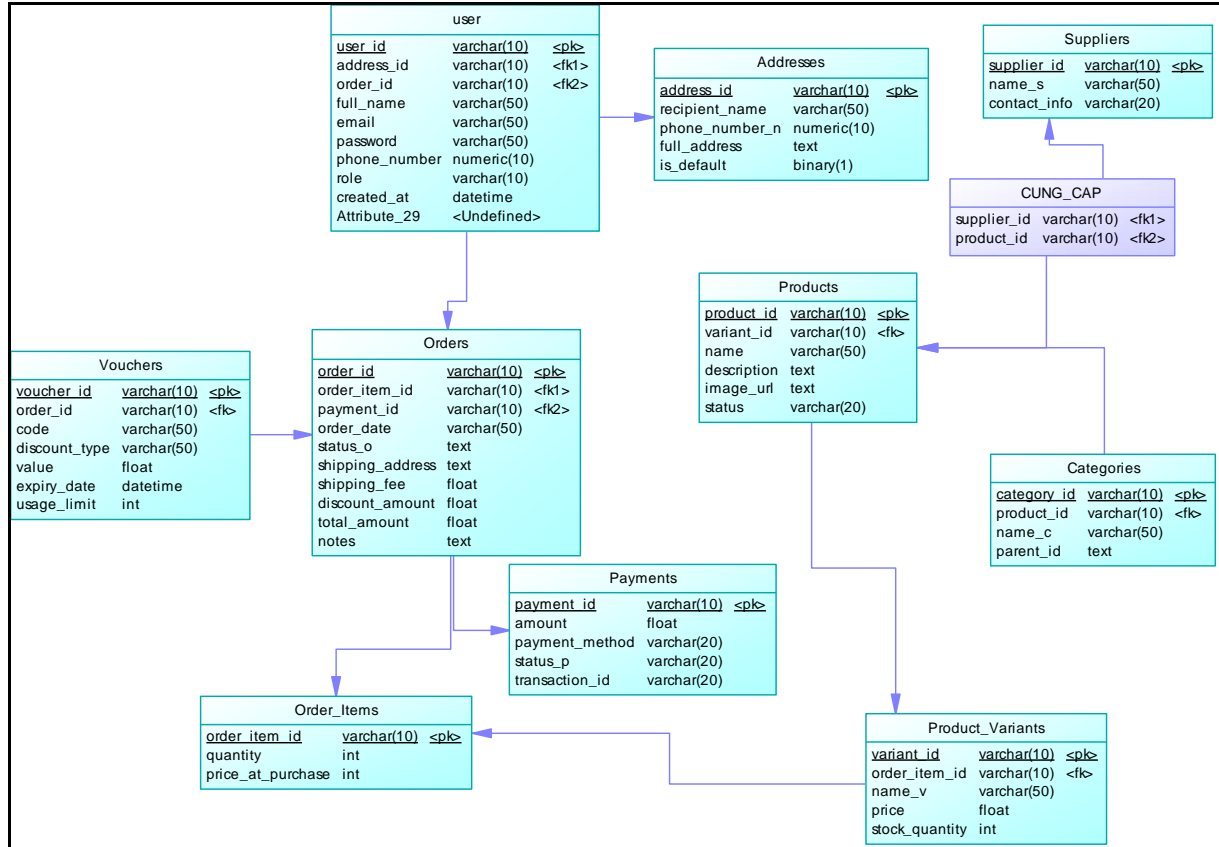 user
user_id varchar(10) <pk>
address_id varchar(10) <fk1>
order_id varchar(10) <fk2>
full_name varchar(50)
email varchar(50)
password varchar(50)
phone_number numeric(10)
role varchar(10)
created_at datetime
Attribute_29 <Undefined>
Addresses
address_id varchar(10) <pk>
recipient_name varchar(50)
phone_number_n numeric(10)
full_address text
is_default binary(1)
Suppliers
supplier_id varchar(10) <pk>
name_s varchar(50)
contact_info varchar(20)
CUNG_CAP
supplier_id varchar(10) <fk1>
product_id varchar(10) <fk2>
Products
product_id varchar(10) <pk>
variant_id varchar(10) <fk>
name varchar(50)
description text
image_url text
status varchar(20)
Vouchers
voucher_id varchar(10) <pk>
order_id varchar(10) <fk>
code varchar(50)
discount_type varchar(50)
value float
expiry_date datetime
usage_limit int
Orders
order_id varchar(10) <pk>
order_item_id varchar(10) <fk1>
payment_id varchar(10) <fk2>
order_date varchar(50)
status_o text
shipping_address text
shipping_fee float
discount_amount float
total_amount float
notes text
Categories
category_id varchar(10) <pk>
product_id varchar(10) <fk>
name_c varchar(50)
parent_id text
Payments
payment_id varchar(10) <pk>
amount float
payment_method varchar(20)
status_p varchar(20)
transaction_id varchar(20)
Order_Items
order_item_id varchar(10) <pk>
quantity int
price_at_purchase int
Product_Variants
variant_id varchar(10) <pk>
order_item_id varchar(10) <fk>
name_v varchar(50)
price float
stock_quantity int